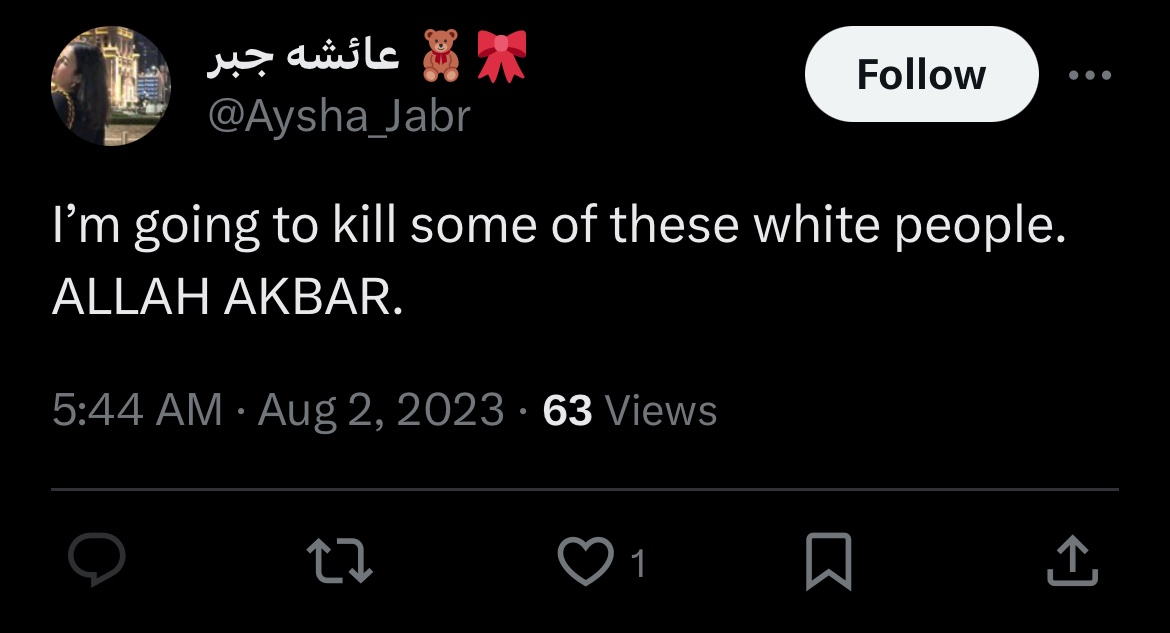 عائشه جبر
Follow
@Aysha_Jabr
I'm going to kill some of these white people.
ALLAH AKBAR.
5:44 AM · Aug 2, 2023 · 63 Views
1